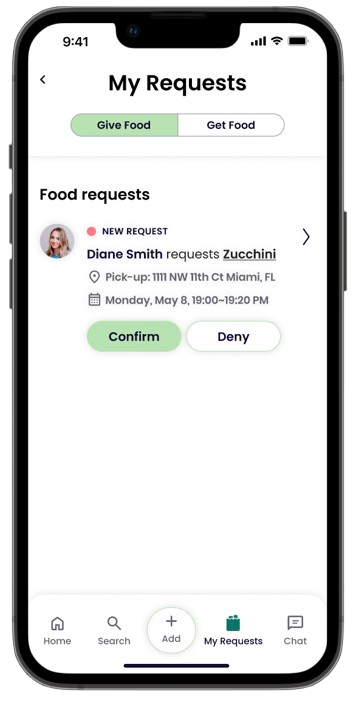 9:41
My Requests
Give Food Get Food
Food requests
NEW REQUEST
Diane Smith requests Zucchini
Pick-up: 1111 NW 11th Ct Miami, FL
Monday, May 8, 19:00~19:20 PM
Confirm Deny
Home Search Add My Requests Chat